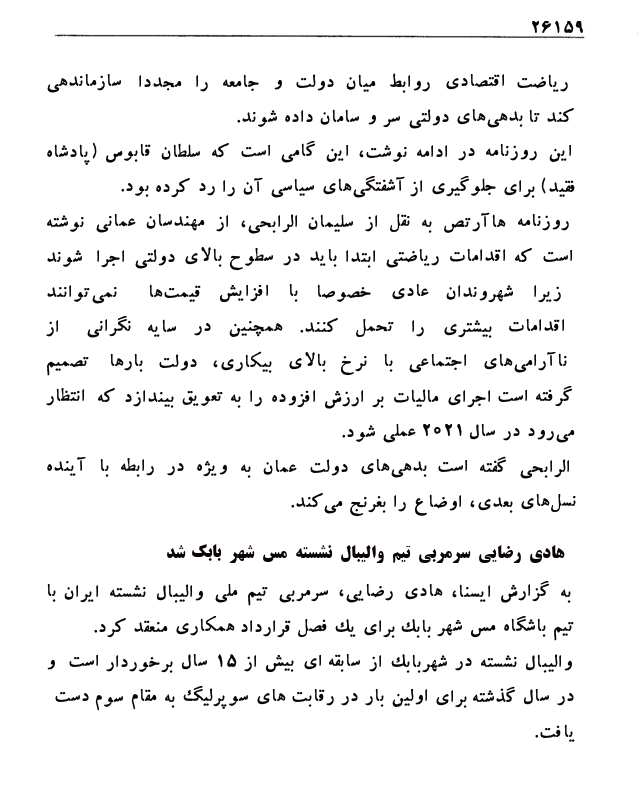 ۲۶۱۵۹
ریاضت اقتصادی روابط میان دولت و جامعه را مجددا سازماندهی
کند تا بدهی‌های دولتی سر و سامان داده شوند.
این روزنامه در ادامه نوشت، این گامی است که سلطان قابوس (پادشاه
فقید) برای جلوگیری از آشفتگی‌های سیاسی آن را رد کرده بود.
روزنامه هاآرتص به نقل از سلیمان الرابحی، از مهندسان عمانی نوشته
است که اقدامات ریاضتی ابتدا باید در سطوح بالای دولتی اجرا شوند
زیرا شهروندان عادی خصوصا با افزایش قیمت‌ها نمی‌توانند
اقدامات بیشتری را تحمل کنند. همچنین در سایه نگرانی از
ناآرامی‌های اجتماعی با نرخ بالای بیکاری، دولت بارها تصمیم
گرفته است اجرای مالیات بر ارزش افزوده را به تعویق بیندازد که انتظار
می‌رود در سال ۲۰۲۱ عملی شود.
الرابحی گفته است بدهی‌های دولت عمان به ویژه در رابطه با آینده
نسل‌های بعدی، اوضاع را بغرنج می‌کند.
هادی رضایی سرمربی تیم والیبال نشسته مس شهر بابک شد
به گزارش ایسنا، هادی رضایی، سرمربی تیم ملی والیبال نشسته ایران با
تیم باشگاه مس شهر بابك برای یك فصل قرارداد همکاری منعقد کرد.
والیبال نشسته در شهربابك از سابقه ای بیش از ۱۵ سال برخوردار است و
در سال گذشته برای اولین بار در رقابت های سوپرلیگ به مقام سوم دست
یافت.